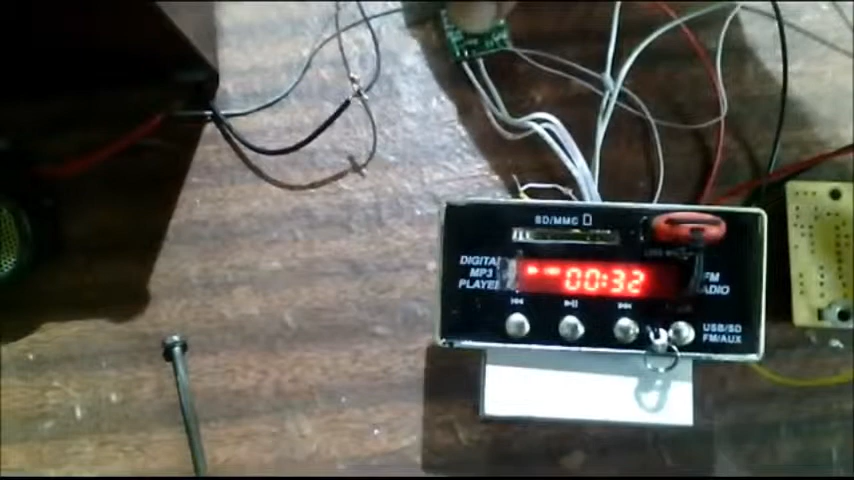 SD/MMC
DIGITAL
MP3
PLAYER
00:32
FM
RADIO
USB/SD
FM/AUX